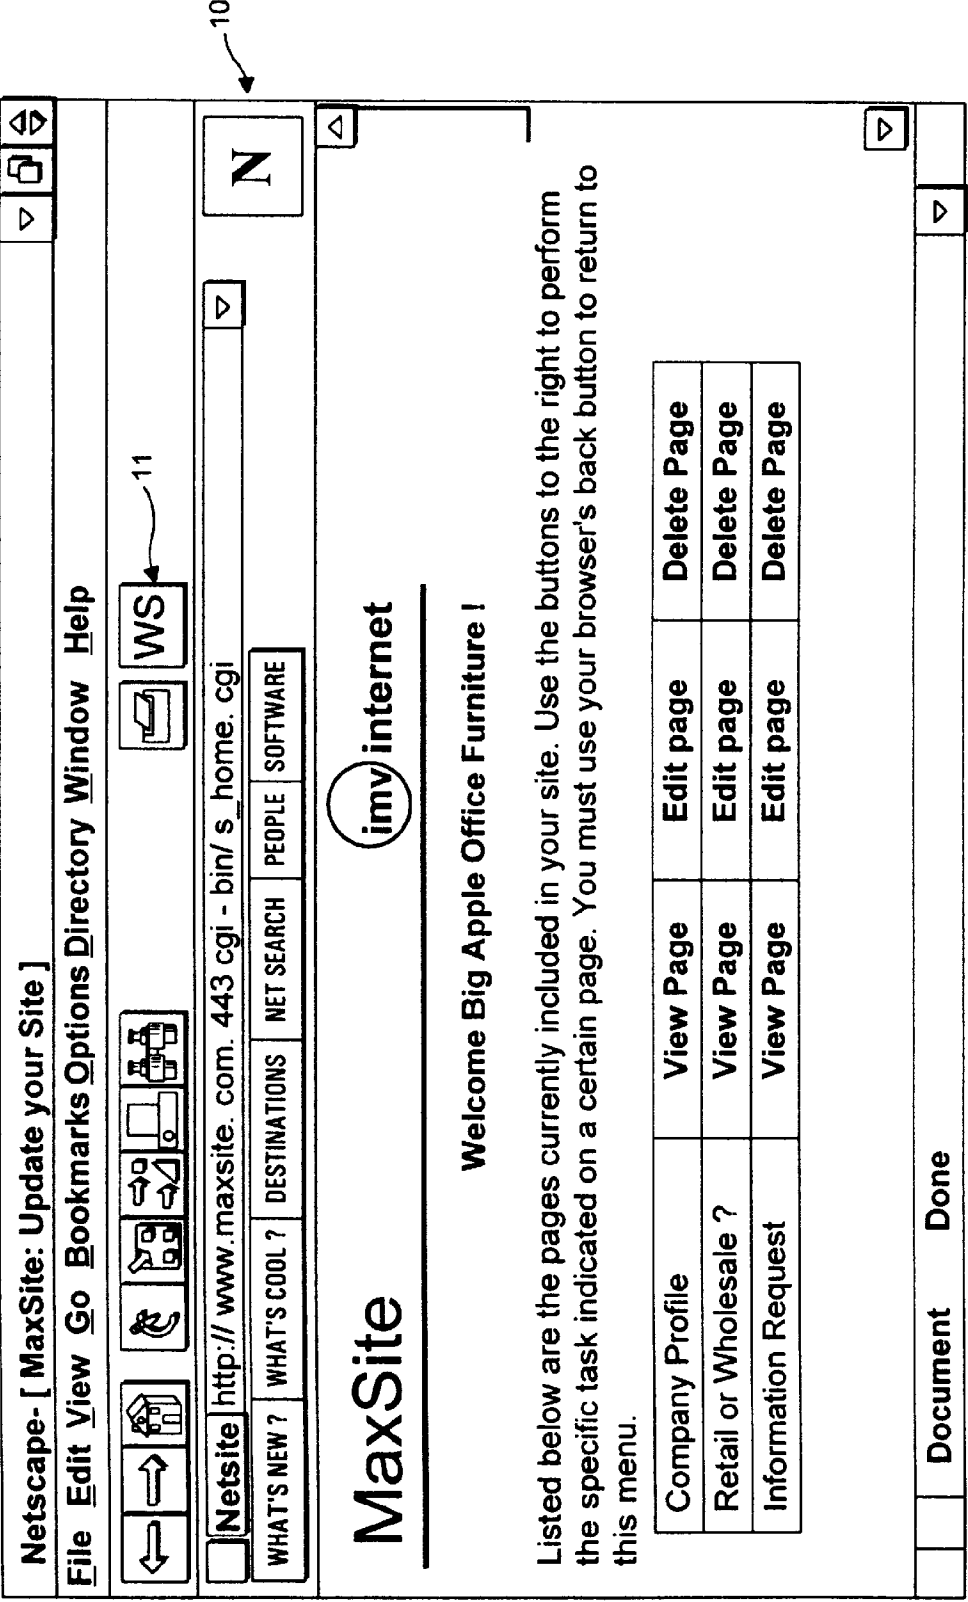 10
Netscape- [ MaxSite: Update your Site ]
File Edit View Go Bookmarks Options Directory Window Help
WS 11
Netsite http:// www.maxsite. com. 443 cgi - bin/ s_home. cgi
N
WHAT'S NEW ? WHAT'S COOL ? DESTINATIONS NET SEARCH PEOPLE SOFTWARE
MaxSite imv internet
Welcome Big Apple Office Furniture !
Listed below are the pages currently included in your site. Use the buttons to the right to perform
the specific task indicated on a certain page. You must use your browser's back button to return to
this menu.
Company Profile View Page Edit page Delete Page
Retail or Wholesale ? View Page Edit page Delete Page
Information Request View Page Edit page Delete Page
Document Done